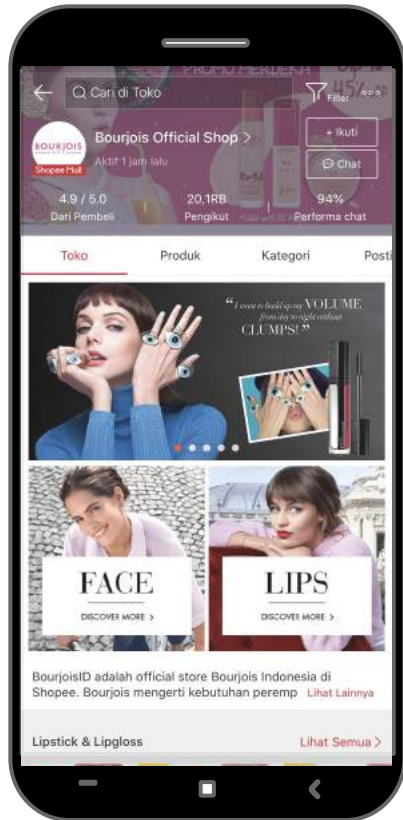 PROMO MERDEKA
Up to
45%
Cari di Toko
Filter
BOURJOIS
Shopee Mall
Bourjois Official Shop >
Aktif 1 jam lalu
+ Ikuti
Chat
4.9 / 5.0
Dari Pembeli
20,1RB
Pengikut
94%
Performa chat
Toko
Produk
Kategori
Posti
“I want to build up my VOLUME
from day to night without
CLUMPS!”
FACE
DISCOVER MORE >
LIPS
DISCOVER MORE >
BourjoisID adalah official store Bourjois Indonesia di
Shopee. Bourjois mengerti kebutuhan peremp Lihat Lainnya
Lipstick & Lipgloss
Lihat Semua >